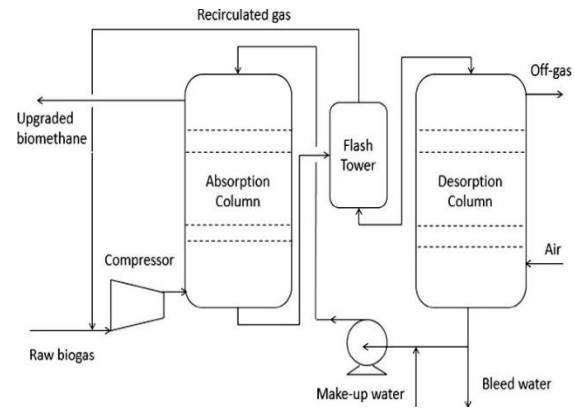 Recirculated gas
Off-gas
Upgraded
biomethane
Flash
Tower
Absorption
Column
Desorption
Column
Compressor
Air
Raw biogas
Make-up water
Bleed water